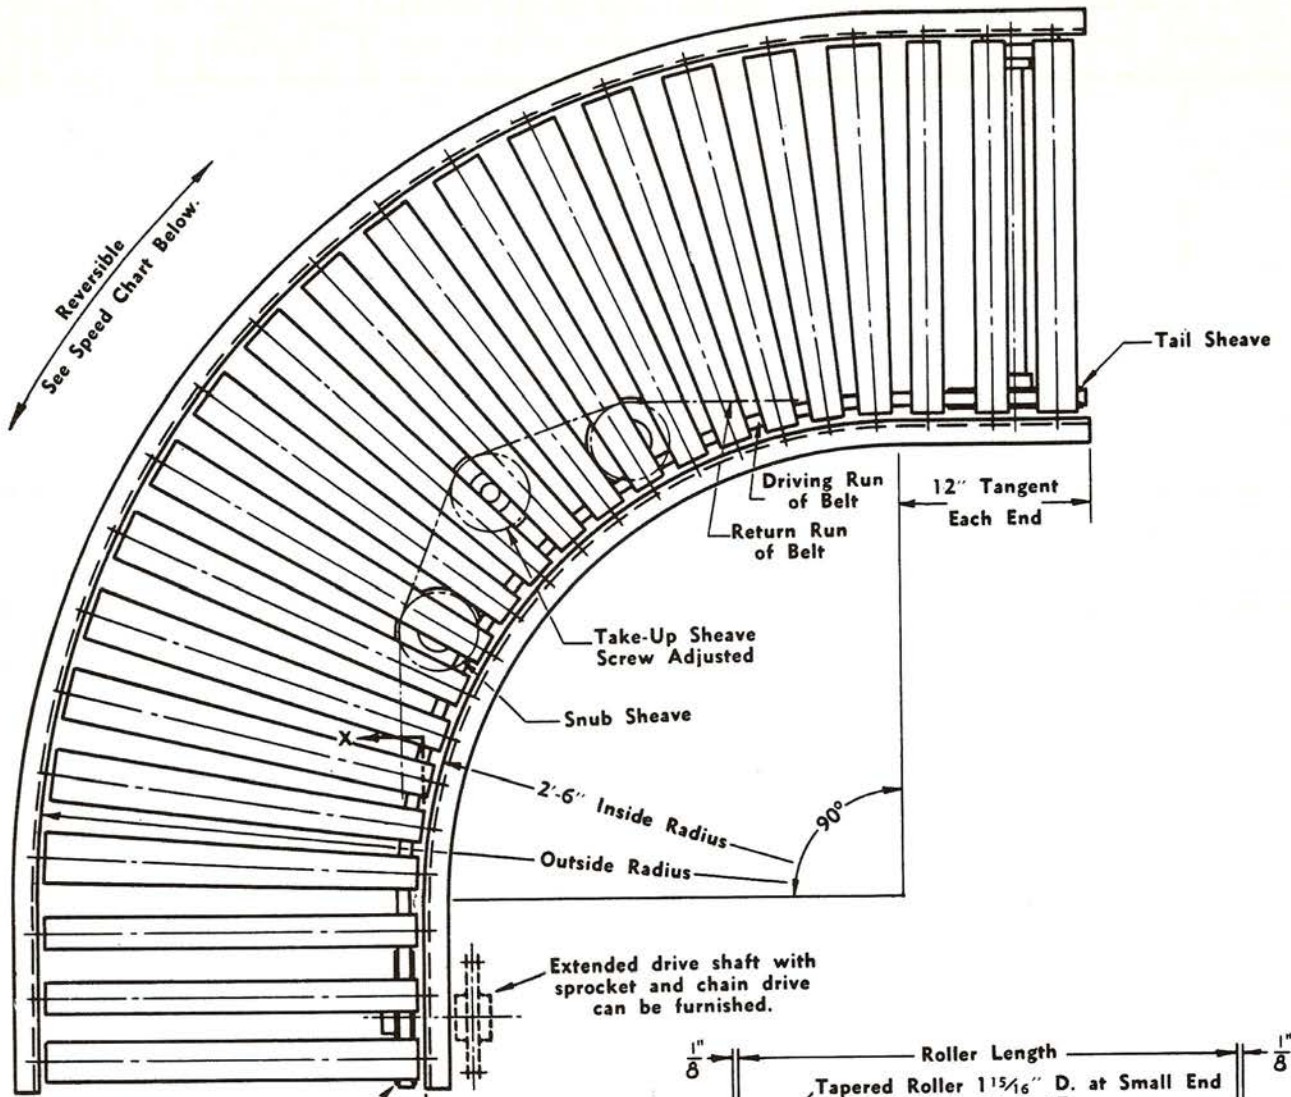 Reversible
See Speed Chart Below.
Tail Sheave
Driving Run
of Belt
12" Tangent
Each End
Return Run
of Belt
Take-Up Sheave
Screw Adjusted
Snub Sheave
X
2'-6" Inside Radius
90°
Outside Radius
Extended drive shaft with
sprocket and chain drive
can be furnished.
1/8" Roller Length 1/8"
Tapered Roller 1 15/16" D. at Small End